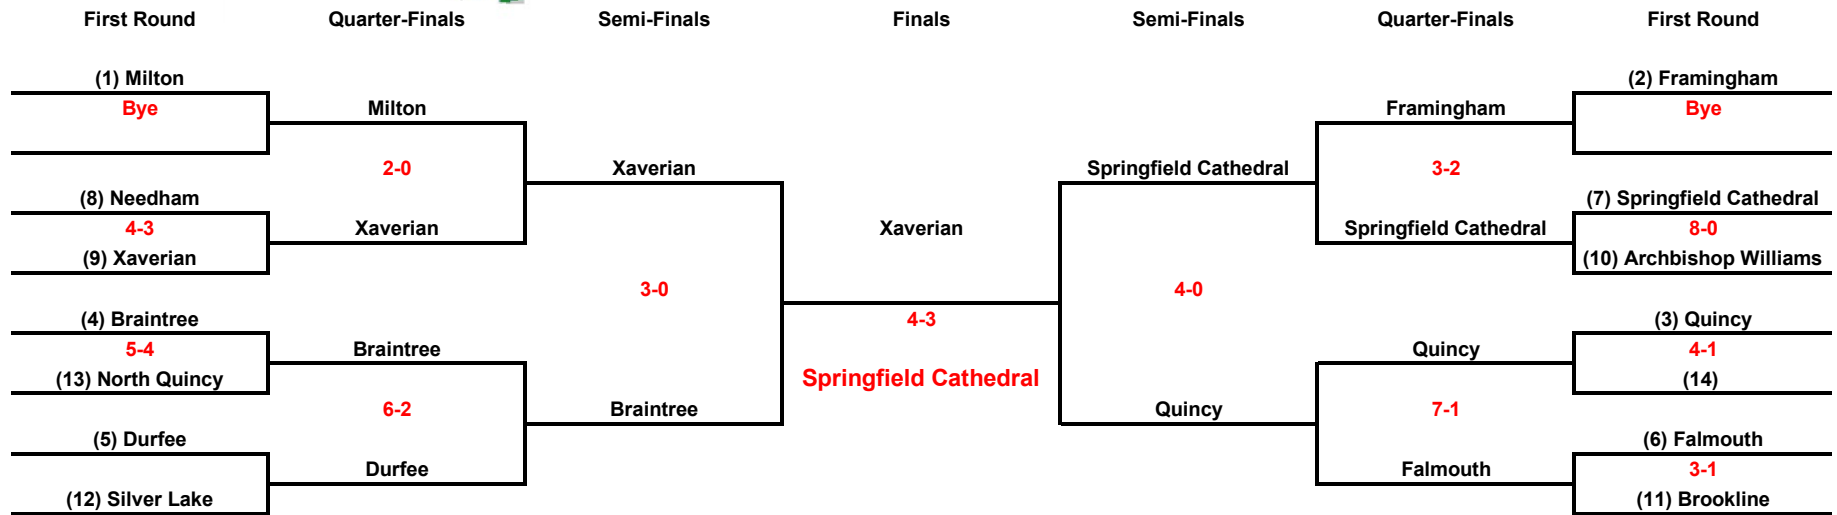 First Round Quarter-Finals Semi-Finals Finals Semi-Finals Quarter-Finals First Round
(1) Milton (2) Framingham
Bye Milton Framingham Bye
2-0 Xaverian Springfield Cathedral 3-2
(8) Needham (7) Springfield Cathedral
4-3 Xaverian Xaverian Springfield Cathedral 8-0
(9) Xaverian (10) Archbishop Williams
3-0 4-0
(4) Braintree 4-3 (3) Quincy
5-4 Braintree Quincy 4-1
(13) North Quincy Springfield Cathedral (14)
6-2 Braintree Quincy 7-1
(5) Durfee (6) Falmouth
Durfee Falmouth 3-1
(12) Silver Lake (11) Brookline